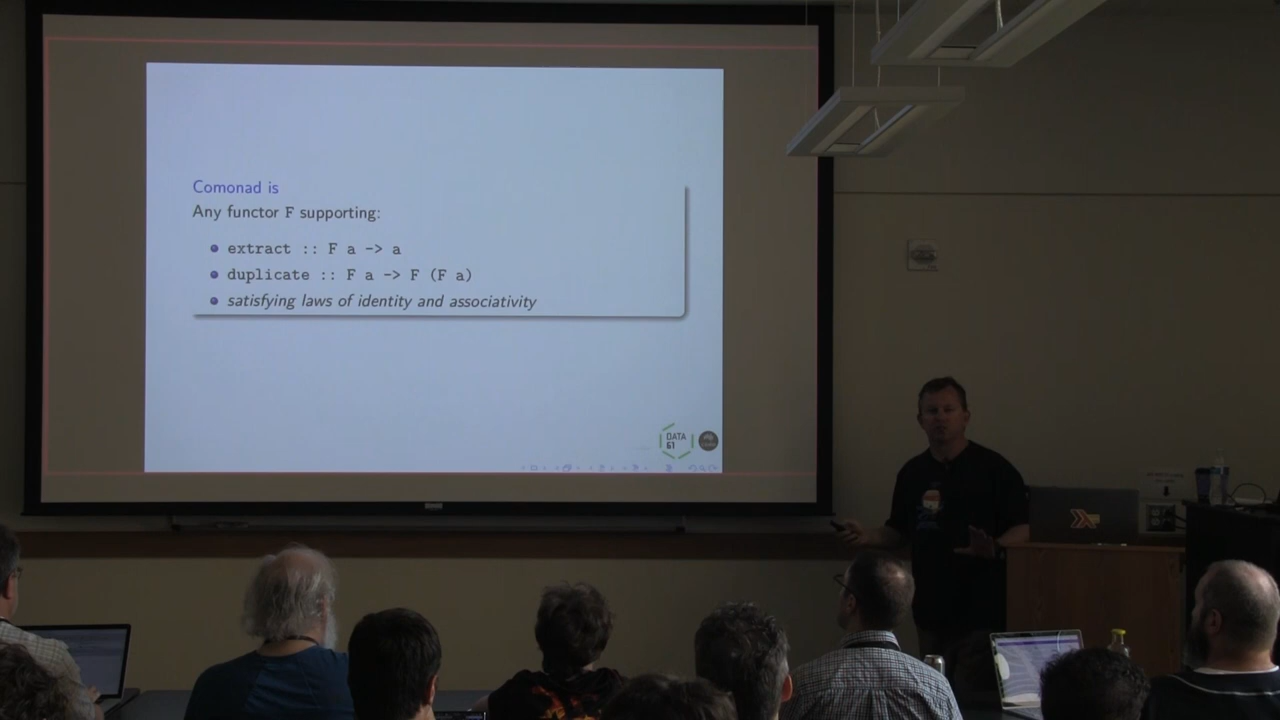 Comonad is
Any functor F supporting:
extract :: F a -> a
duplicate :: F a -> F (F a)
satisfying laws of identity and associativity
DATA
61